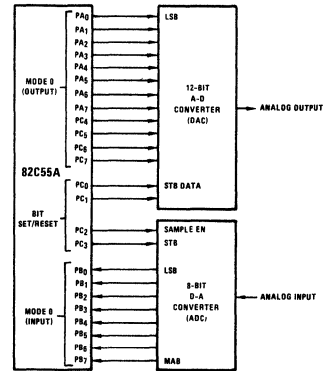 PA0 LSB
PA1
PA2
PA3
PA4
MODE 0
(OUTPUT)
PA5
PA6
PA7
PC4
PC5
PC6
PC7
12-BIT
A-D
CONVERTER
(DAC)
ANALOG OUTPUT
82C55A
PC0 STB DATA
PC1
BIT
SET/RESET
PC2 SAMPLE EN
PC3 STB
PB0 LSB
PB1
PB2
PB3
PB4
PB5
PB6
PB7 MAB
MODE 0
(INPUT)
8-BIT
D-A
CONVERTER
(ADC)
ANALOG INPUT